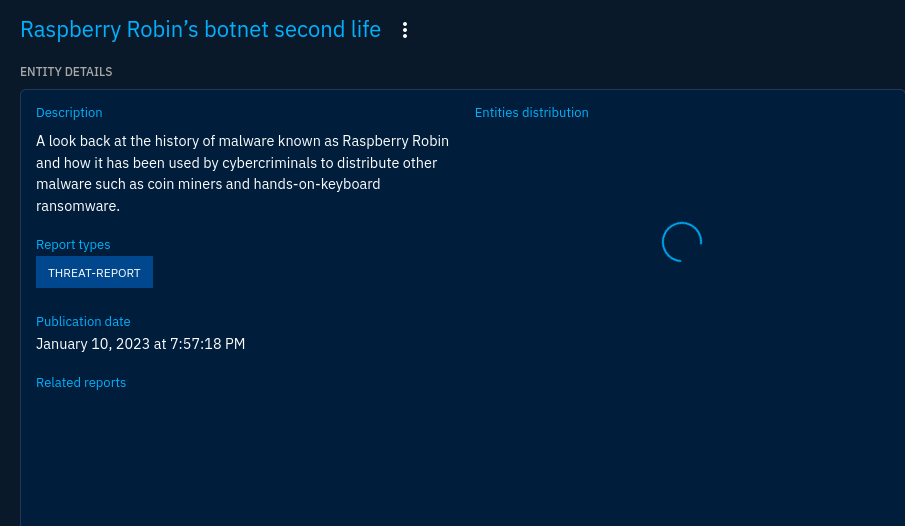 Raspberry Robin’s botnet second life
ENTITY DETAILS
Description
A look back at the history of malware known as Raspberry Robin
and how it has been used by cybercriminals to distribute other
malware such as coin miners and hands-on-keyboard
ransomware.
Report types
THREAT-REPORT
Publication date
January 10, 2023 at 7:57:18 PM
Related reports
Entities distribution